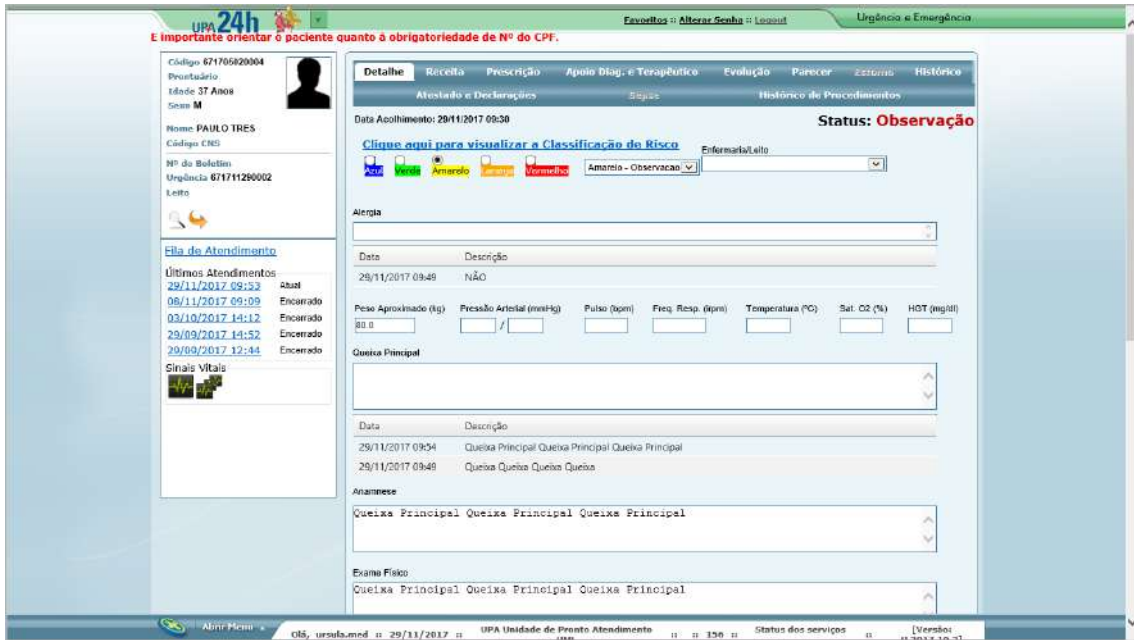 UPA 24h
Favoritos :: Alterar Senha :: Logout
Urgência e Emergência
É importante orientar o paciente quanto à obrigatoriedade de Nº do CPF.
Código 671705020004
Prontuário
Idade 37 Anos
Sexo M
Nome PAULO TRES
Código CNS
Nº do Boletim
Urgência 671711290002
Leito
Fila de Atendimento
Últimos Atendimentos
29/11/2017 09:53 Atual
08/11/2017 09:09 Encerrado
03/10/2017 14:12 Encerrado
29/09/2017 14:52 Encerrado
29/09/2017 12:44 Encerrado
Sinais Vitais
Detalhe Receita Prescrição Apoio Diag. e Terapêutico Evolução Parecer Estorno Histórico
Atestado e Declarações Sepse Histórico de Procedimentos
Data Acolhimento: 29/11/2017 09:30
Status: Observação
Clique aqui para visualizar a Classificação de Risco
Enfermaria/Leito
Azul Verde Amarelo Laranja Vermelho
Amarelo - Observacao
Alergia
Data Descrição
29/11/2017 09:49 NÃO
Peso Aproximado (kg) Pressão Arterial (mmHg) Pulso (bpm) Freq. Resp. (irpm) Temperatura (ºC) Sat. O2 (%) HGT (mg/dl)
80.0 /
Queixa Principal
Data Descrição
29/11/2017 09:54 Queixa Principal Queixa Principal Queixa Principal
29/11/2017 09:49 Queixa Queixa Queixa Queixa
Anamnese
Queixa Principal Queixa Principal Queixa Principal
Exame Físico
Queixa Principal Queixa Principal Queixa Principal
Abrir Menu
Olá, ursula.med :: 29/11/2017 :: UPA Unidade de Pronto Atendimento :: :: 156 :: Status dos serviços :: [Versão: